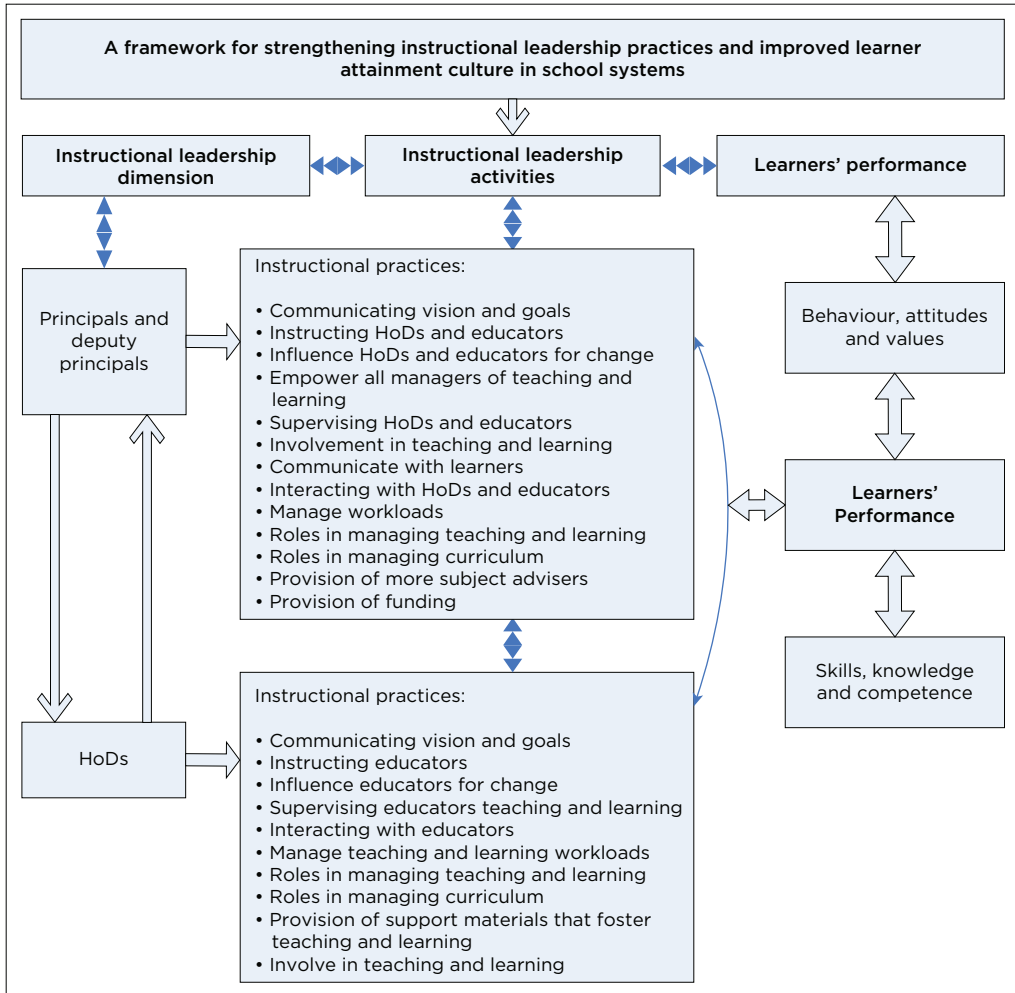 A framework for strengthening instructional leadership practices and improved learner
attainment culture in school systems
Instructional leadership
dimension
Instructional leadership
activities
Learners’ performance
Principals and
deputy
principals
Instructional practices:
• Communicating vision and goals
• Instructing HoDs and educators
• Influence HoDs and educators for change
• Empower all managers of teaching and
learning
• Supervising HoDs and educators
• Involvement in teaching and learning
• Communicate with learners
• Interacting with HoDs and educators
• Manage workloads
• Roles in managing teaching and learning
• Roles in managing curriculum
• Provision of more subject advisers
• Provision of funding
Behaviour, attitudes
and values
Learners’
Performance
Skills, knowledge
and competence
HoDs
Instructional practices:
• Communicating vision and goals
• Instructing educators
• Influence educators for change
• Supervising educators teaching and learning
• Interacting with educators
• Manage teaching and learning workloads
• Roles in managing teaching and learning
• Roles in managing curriculum
• Provision of support materials that foster
teaching and learning
• Involve in teaching and learning